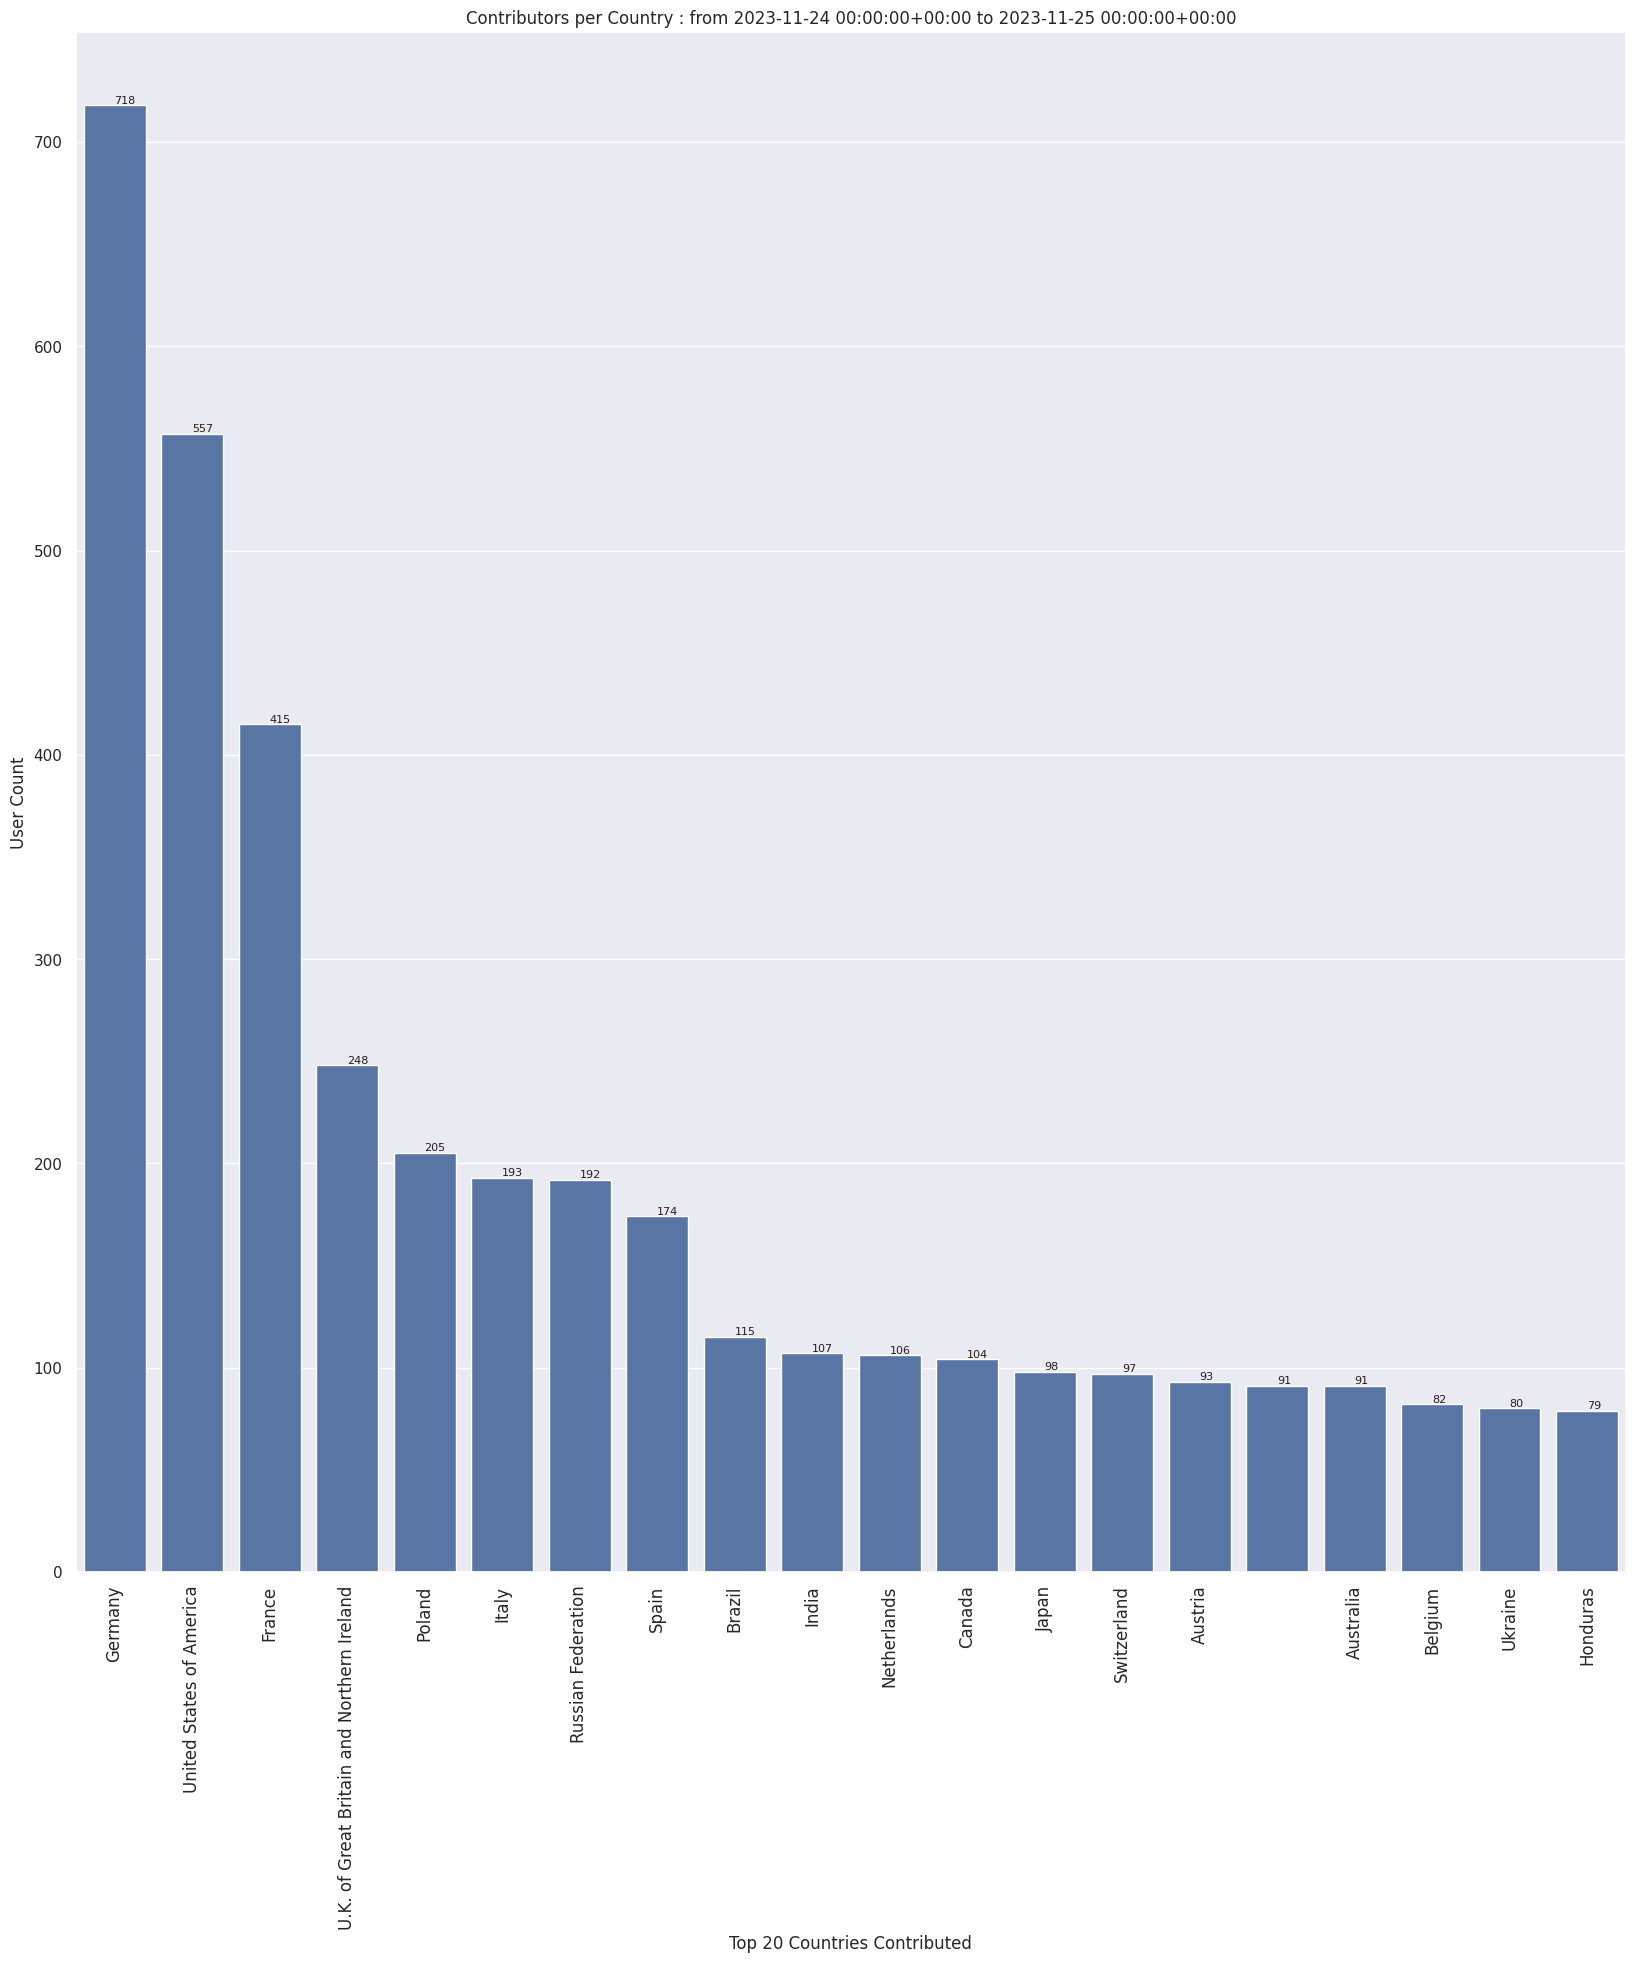 Contributors per Country : from 2023-11-24 00:00:00+00:00 to 2023-11-25 00:00:00+00:00
User Count
700
600
500
400
300
200
100
0
718
557
415
248
205
193
192
174
115
107
106
104
98
97
93
91
91
82
80
79
Germany
United States of America
France
U.K. of Great Britain and Northern Ireland
Poland
Italy
Russian Federation
Spain
Brazil
India
Netherlands
Canada
Japan
Switzerland
Austria
Australia
Belgium
Ukraine
Honduras
Top 20 Countries Contributed